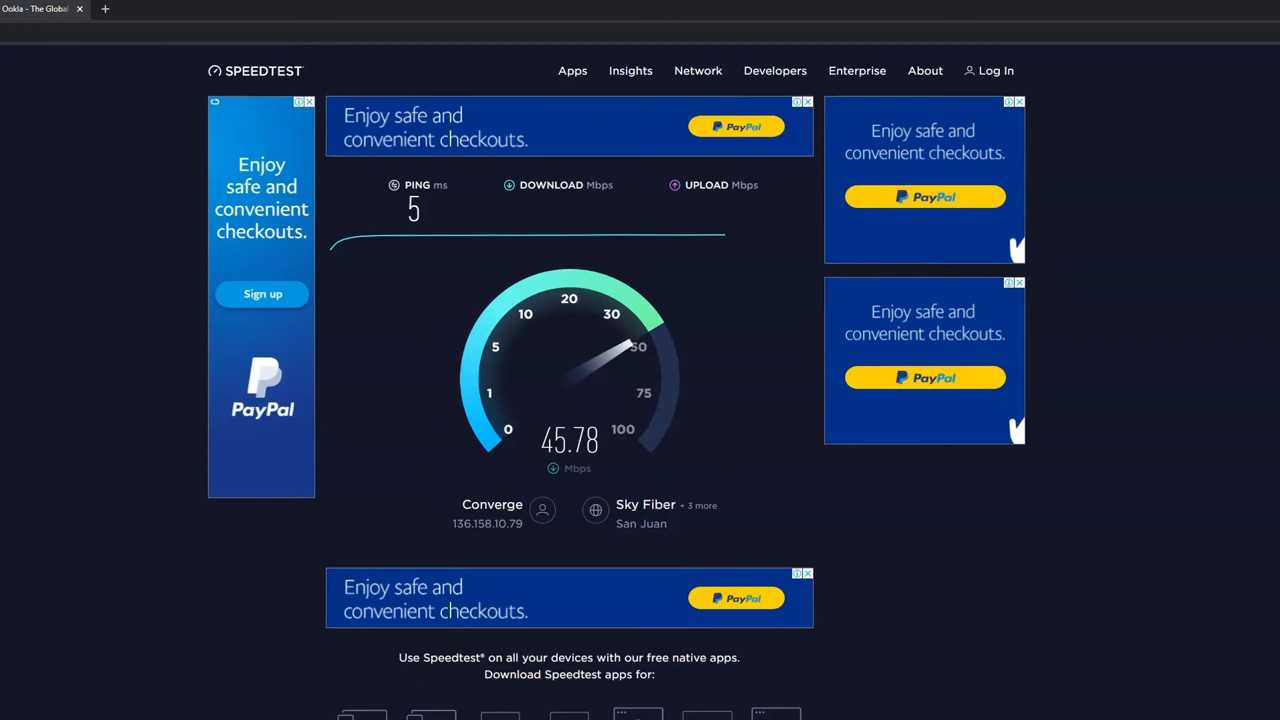 Ookla - The Global
SPEEDTEST
Apps
Insights
Network
Developers
Enterprise
About
Log In
Enjoy
safe and
convenient
checkouts.
Sign up
PayPal
Enjoy safe and
convenient checkouts.
PayPal
Enjoy safe and
convenient checkouts.
PayPal
PING ms
5
DOWNLOAD Mbps
UPLOAD Mbps
0
1
5
10
20
30
50
75
100
45.78
Mbps
Enjoy safe and
convenient checkouts.
PayPal
Converge
136.158.10.79
Sky Fiber + 3 more
San Juan
Enjoy safe and
convenient checkouts.
PayPal
Use Speedtest® on all your devices with our free native apps.
Download Speedtest apps for: